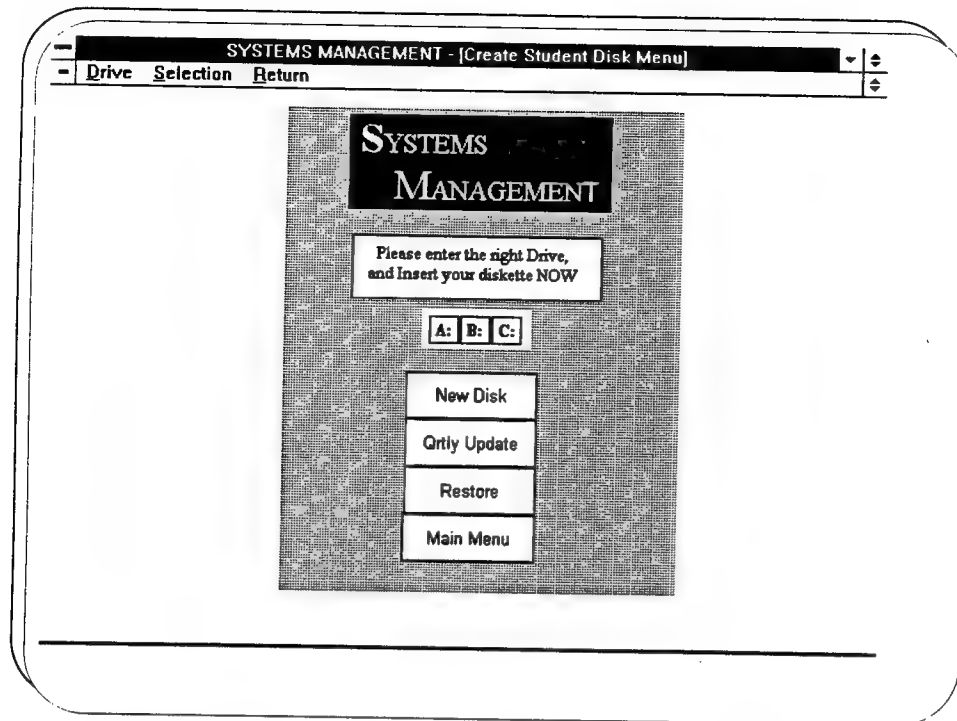 SYSTEMS MANAGEMENT - [Create Student Disk Menu]
Drive Selection Return
SYSTEMS
MANAGEMENT
Please enter the right Drive,
and Insert your diskette NOW
A: B: C:
New Disk
Qrtly Update
Restore
Main Menu